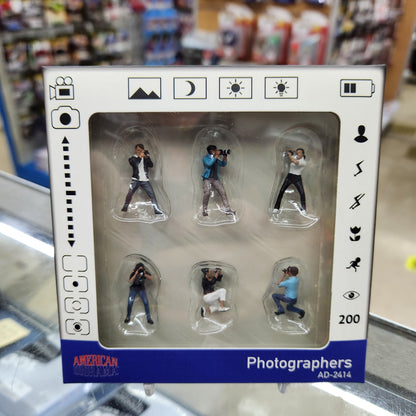 200
AMERICAN
DIORAMA
Photographers
AD-2414